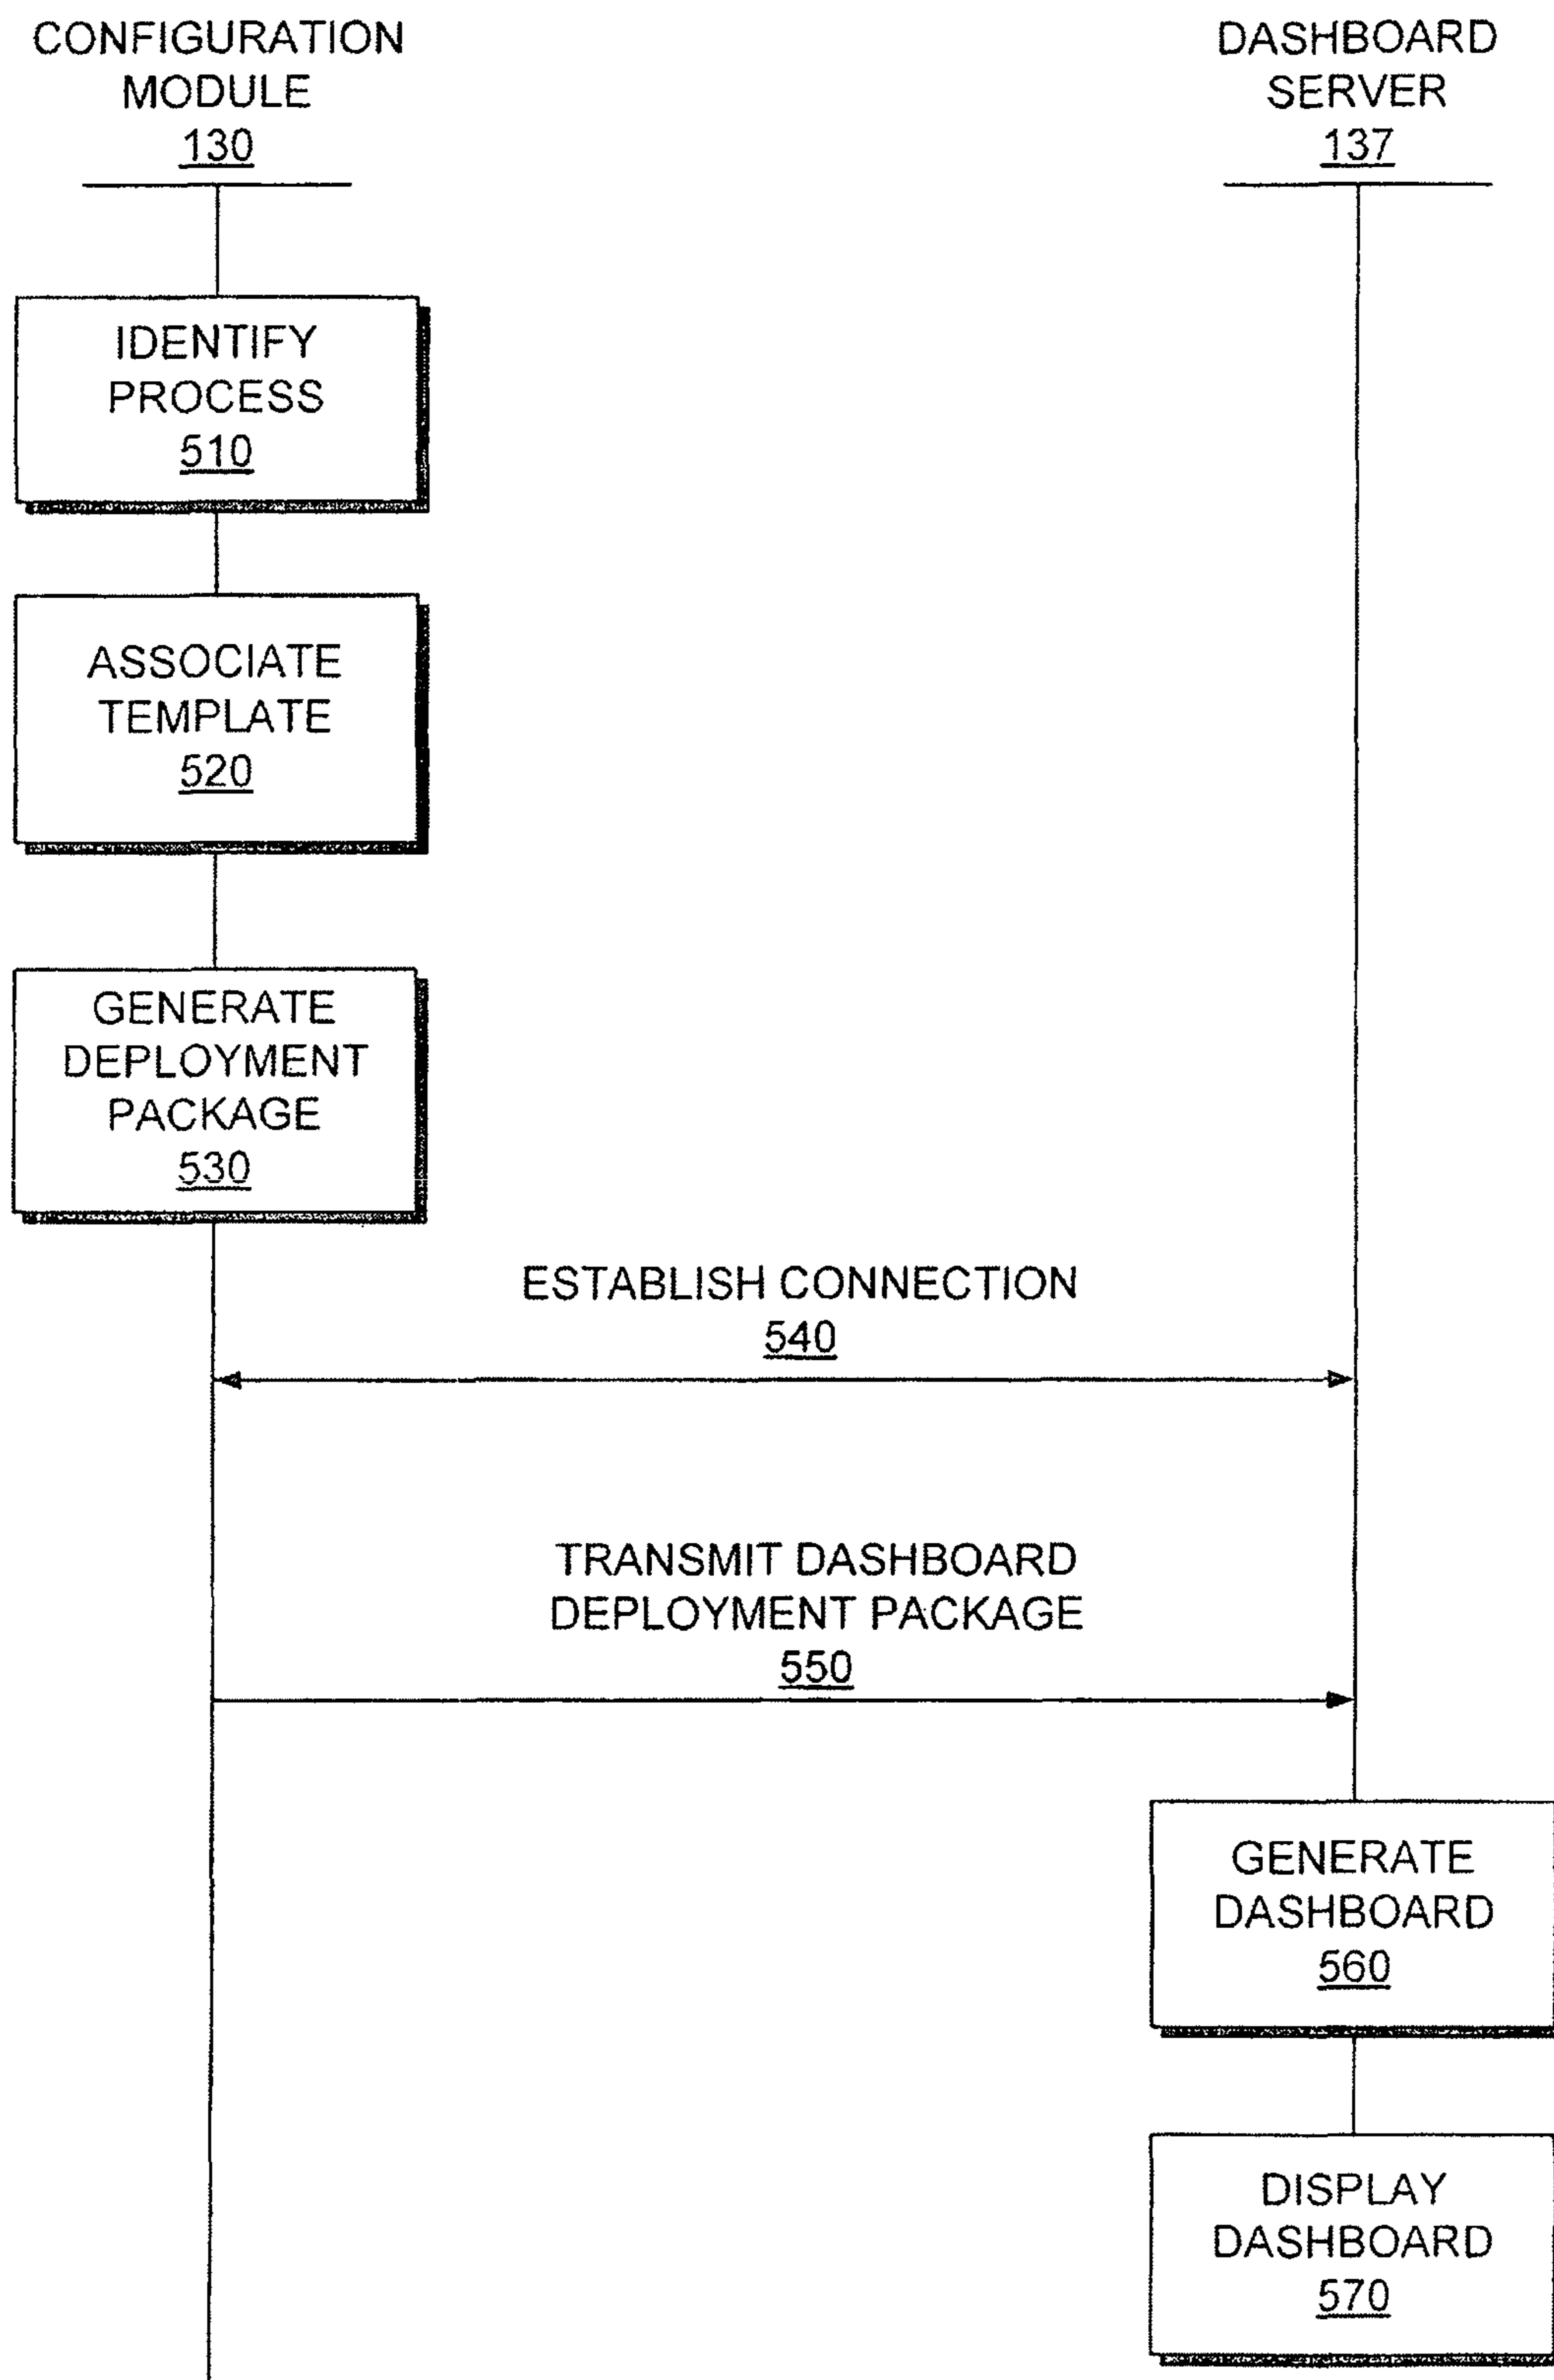 CONFIGURATION
MODULE
130
DASHBOARD
SERVER
137
IDENTIFY
PROCESS
510
ASSOCIATE
TEMPLATE
520
GENERATE
DEPLOYMENT
PACKAGE
530
ESTABLISH CONNECTION
540
TRANSMIT DASHBOARD
DEPLOYMENT PACKAGE
550
GENERATE
DASHBOARD
560
DISPLAY
DASHBOARD
570